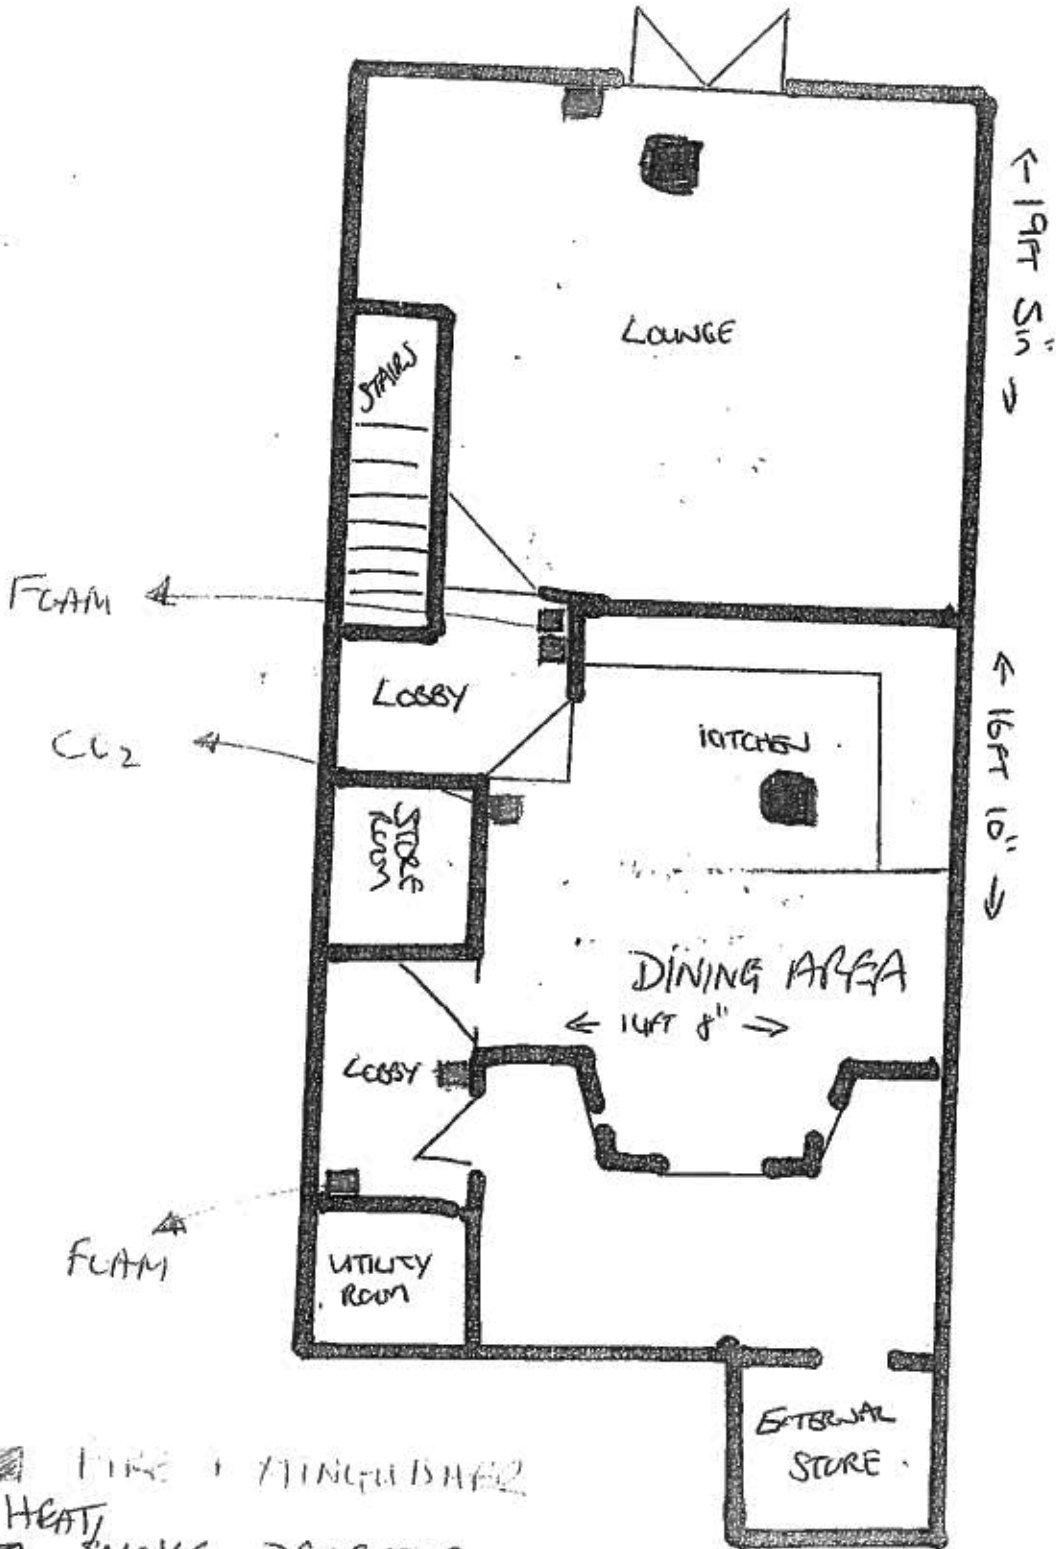 LOUNGE
← 19FT 5in" →
STAIRS
FOAM
LOBBY
KITCHEN
← 16FT 10" →
CO2
STORE
ROOM
DINING AREA
← 14FT 8" →
LOBBY
FOAM
UTILITY
ROOM
EXTERNAL
STORE
FIRE EXTINGUISHER
HEAT/
SMOKE